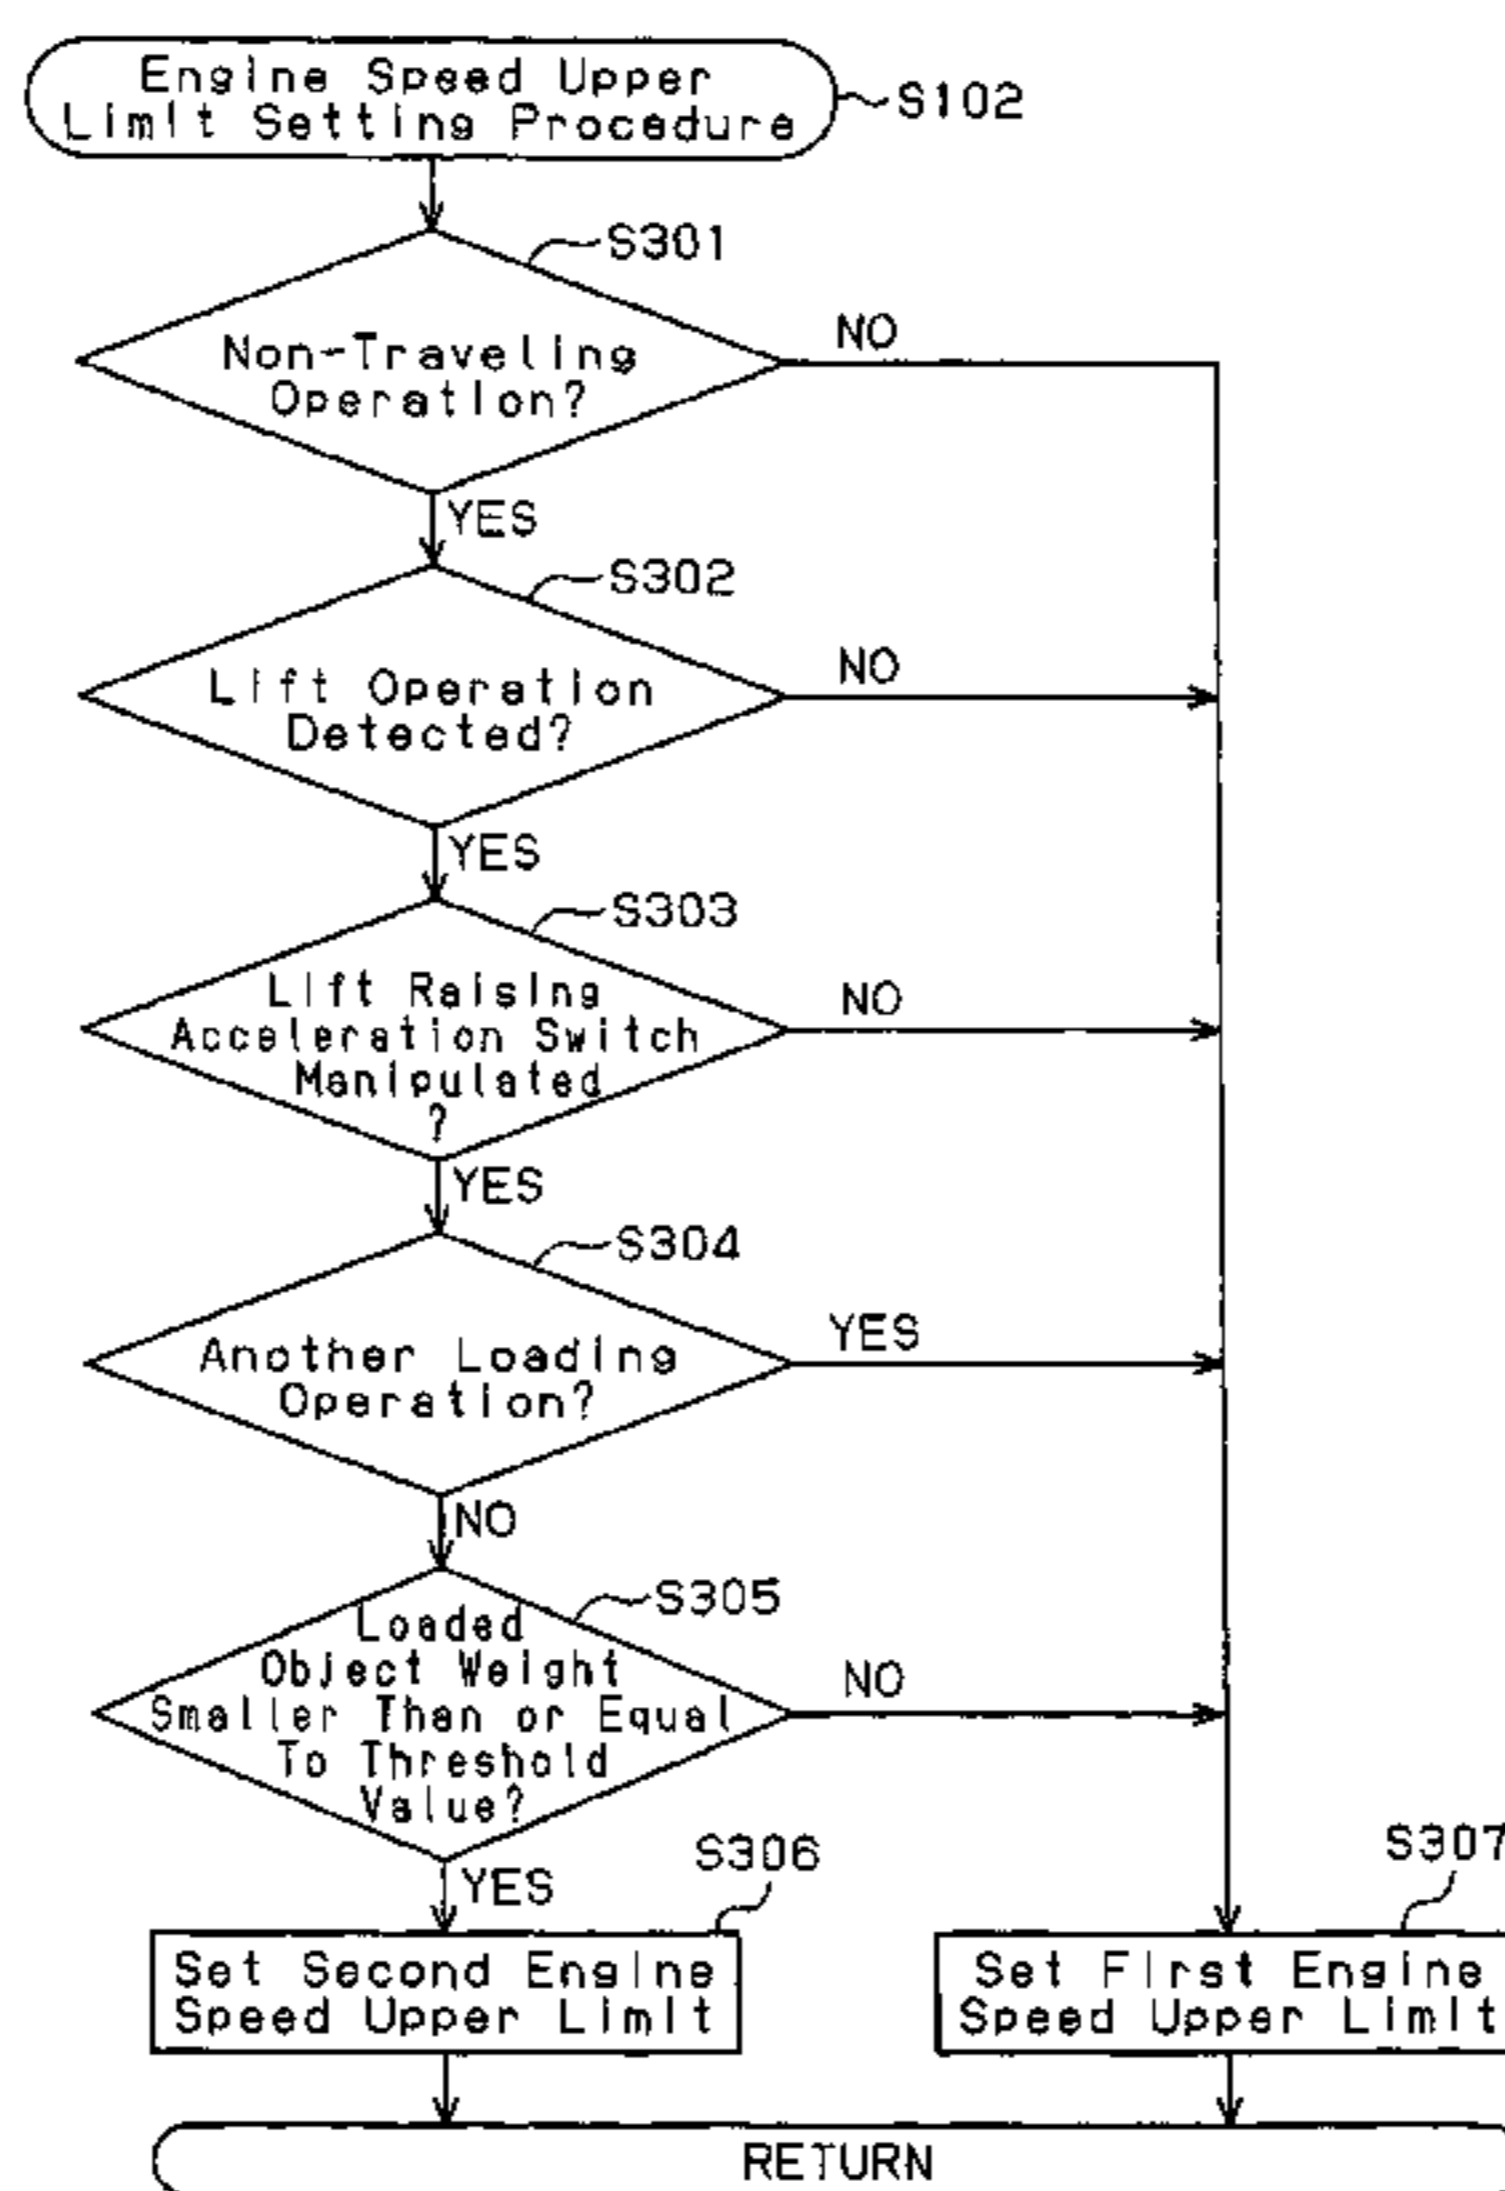 Engine Speed Upper
Limit Setting Procedure
S102
S301
Non-Traveling
Operation?
NO
YES
S302
Lift Operation
Detected?
NO
YES
S303
Lift Raising
Acceleration Switch
Manipulated
?
NO
YES
S304
Another Loading
Operation?
YES
NO
S305
Loaded
Object Weight
Smaller Than or Equal
To Threshold
Value?
NO
YES
S306
Set Second Engine
Speed Upper Limit
S307
Set First Engine
Speed Upper Limit
RETURN